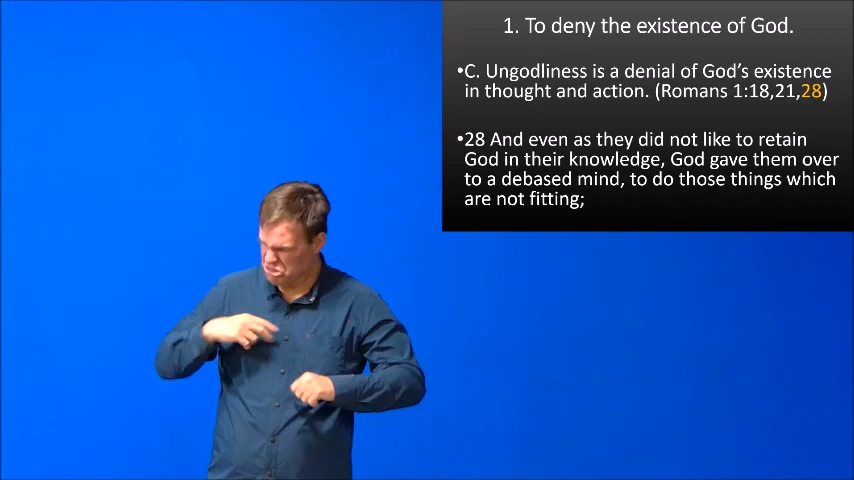 1. To deny the existence of God.
•C. Ungodliness is a denial of God’s existence
in thought and action. (Romans 1:18,21,28)
•28 And even as they did not like to retain
God in their knowledge, God gave them over
to a debased mind, to do those things which
are not fitting;